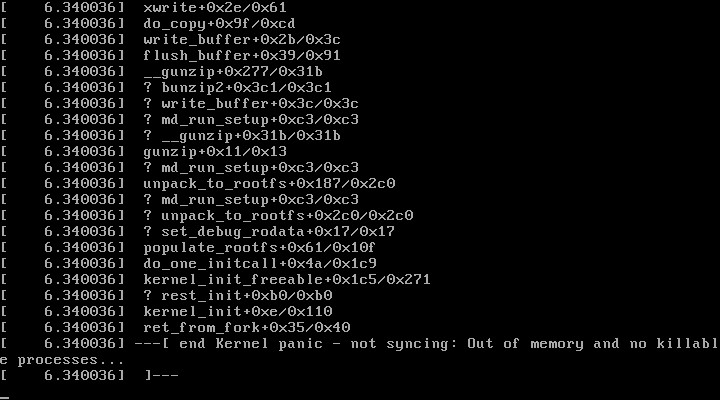 [    6.340036]  xwrite+0x2e/0x61
[    6.340036]  do_copy+0x9f/0xcd
[    6.340036]  write_buffer+0x2b/0x3c
[    6.340036]  flush_buffer+0x39/0x91
[    6.340036]  __gunzip+0x277/0x31b
[    6.340036]  ? bunzip2+0x3c1/0x3c1
[    6.340036]  ? write_buffer+0x3c/0x3c
[    6.340036]  ? md_run_setup+0xc3/0xc3
[    6.340036]  ? __gunzip+0x31b/0x31b
[    6.340036]  gunzip+0x11/0x13
[    6.340036]  ? md_run_setup+0xc3/0xc3
[    6.340036]  unpack_to_rootfs+0x187/0x2c0
[    6.340036]  ? md_run_setup+0xc3/0xc3
[    6.340036]  ? unpack_to_rootfs+0x2c0/0x2c0
[    6.340036]  ? set_debug_rodata+0x17/0x17
[    6.340036]  populate_rootfs+0x61/0x10f
[    6.340036]  do_one_initcall+0x4a/0x1c9
[    6.340036]  kernel_init_freeable+0x1c5/0x271
[    6.340036]  ? rest_init+0xb0/0xb0
[    6.340036]  kernel_init+0xe/0x110
[    6.340036]  ret_from_fork+0x35/0x40
[    6.340036] ---[ end Kernel panic - not syncing: Out of memory and no killabl
e processes...
[    6.340036]  ]---